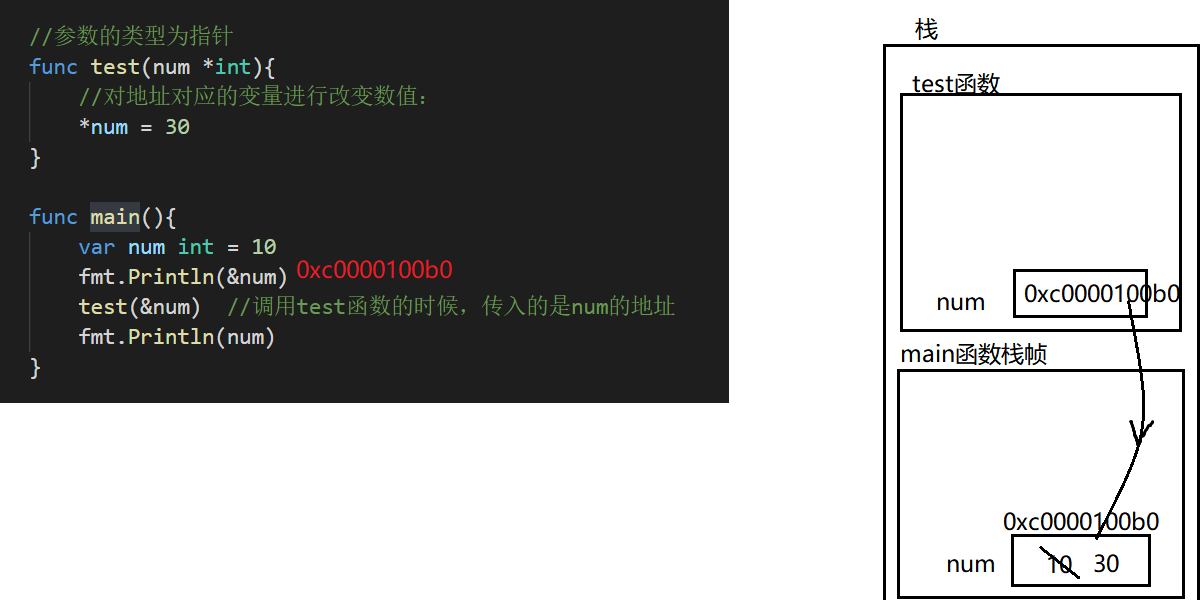 //参数的类型为指针
func test(num *int){
//对地址对应的变量进行改变数值：
*num = 30
}
func main(){
var num int = 10
fmt.Println(&num) 0xc0000100b0
test(&num)  //调用test函数的时候，传入的是num的地址
fmt.Println(num)
}
栈
test函数
num 0xc0000100b0
main函数栈帧
0xc0000100b0
num 10 30